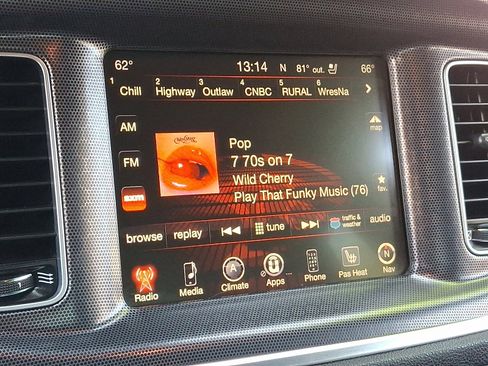 62° 13:14 N 81° out. 66°
1 Chill 2 Highway 3 Outlaw 4 CNBC 5 RURAL 6 WresNa
AM
map
Pop
FM
7 70s on 7
Wild Cherry
fav.
Play That Funky Music (76)
sxm
browse replay tune traffic & weather audio
Radio Media A Climate Apps ... Phone Pas Heat N Nav